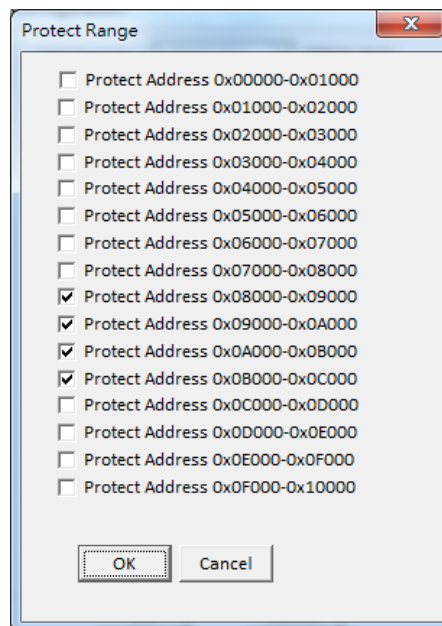 Protect Range
Protect Address 0x00000-0x01000
Protect Address 0x01000-0x02000
Protect Address 0x02000-0x03000
Protect Address 0x03000-0x04000
Protect Address 0x04000-0x05000
Protect Address 0x05000-0x06000
Protect Address 0x06000-0x07000
Protect Address 0x07000-0x08000
Protect Address 0x08000-0x09000
Protect Address 0x09000-0x0A000
Protect Address 0x0A000-0x0B000
Protect Address 0x0B000-0x0C000
Protect Address 0x0C000-0x0D000
Protect Address 0x0D000-0x0E000
Protect Address 0x0E000-0x0F000
Protect Address 0x0F000-0x10000
OK Cancel